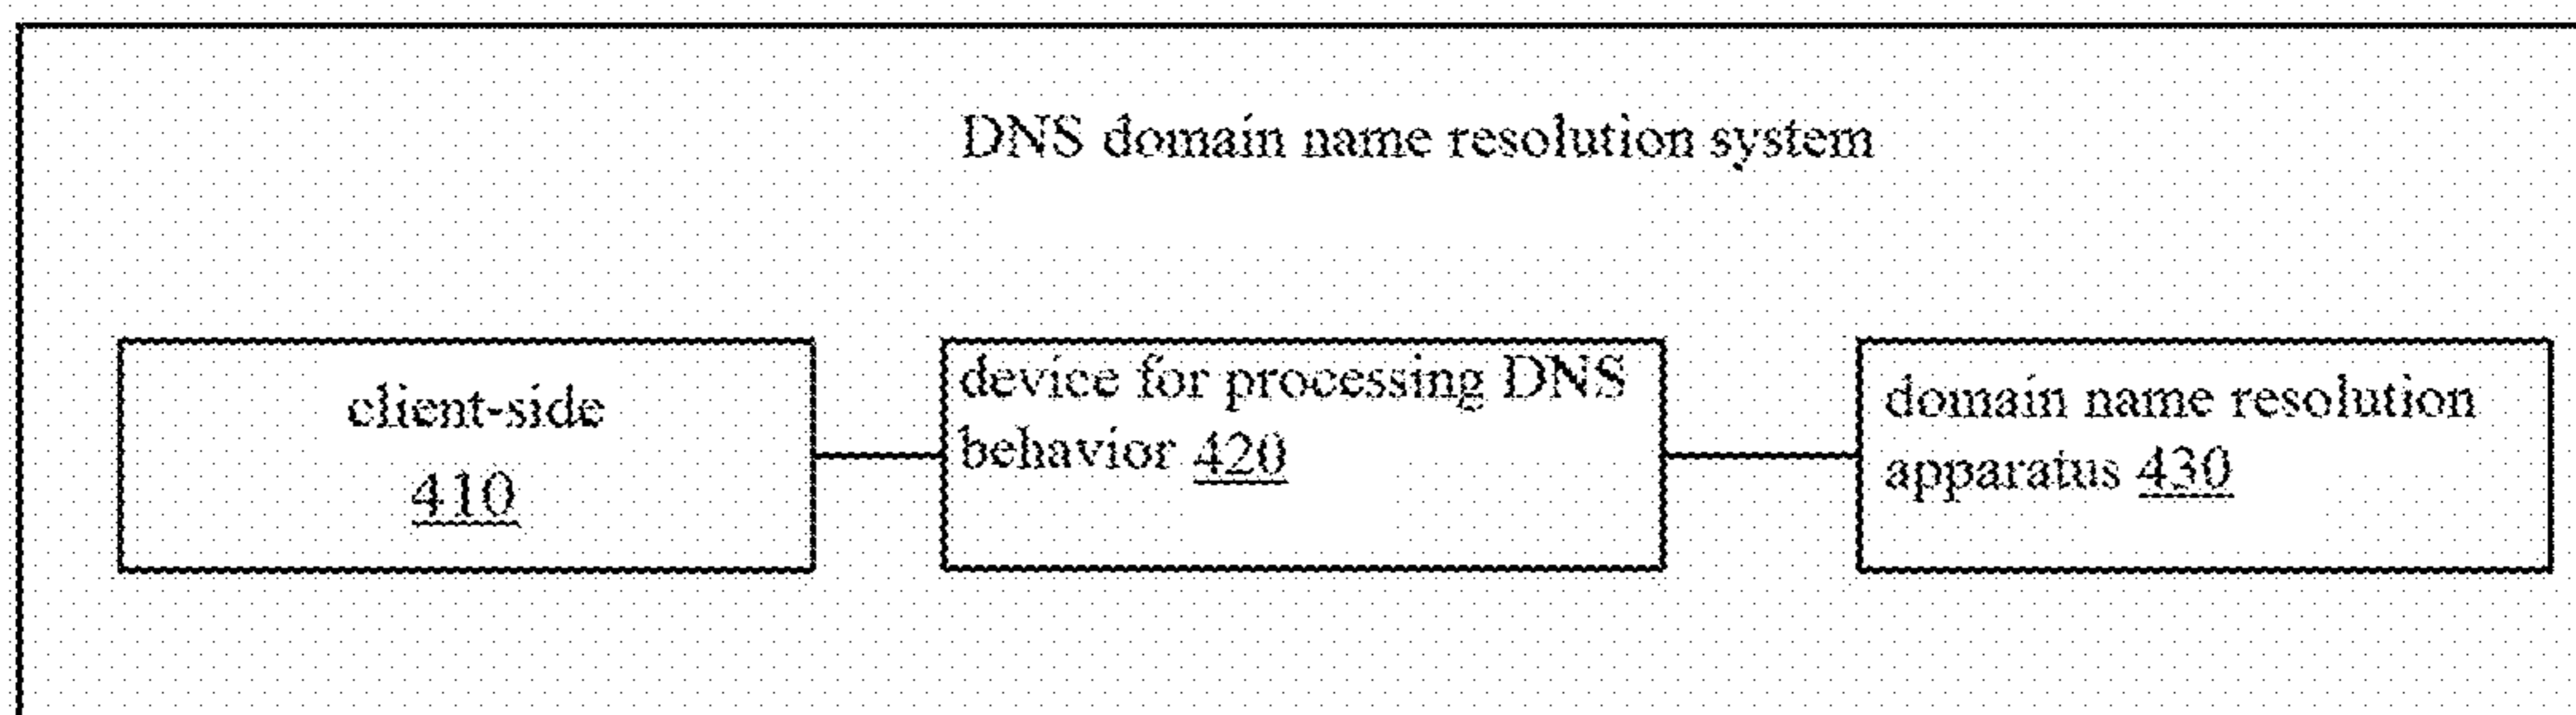 DNS domain name resolution system
client-side
410
device for processing DNS
behavior 420
domain name resolution
apparatus 430